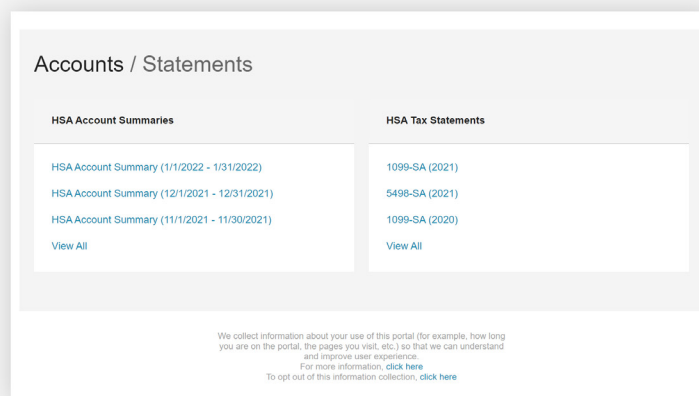 Accounts / Statements
HSA Account Summaries
HSA Account Summary (1/1/2022 - 1/31/2022)
HSA Account Summary (12/1/2021 - 12/31/2021)
HSA Account Summary (11/1/2021 - 11/30/2021)
View All
HSA Tax Statements
1099-SA (2021)
5498-SA (2021)
1099-SA (2020)
View All
We collect information about your use of this portal (for example, how long
you are on the portal, the pages you visit, etc.) so that we can understand
and improve user experience.
For more information, click here
To opt out of this information collection, click here